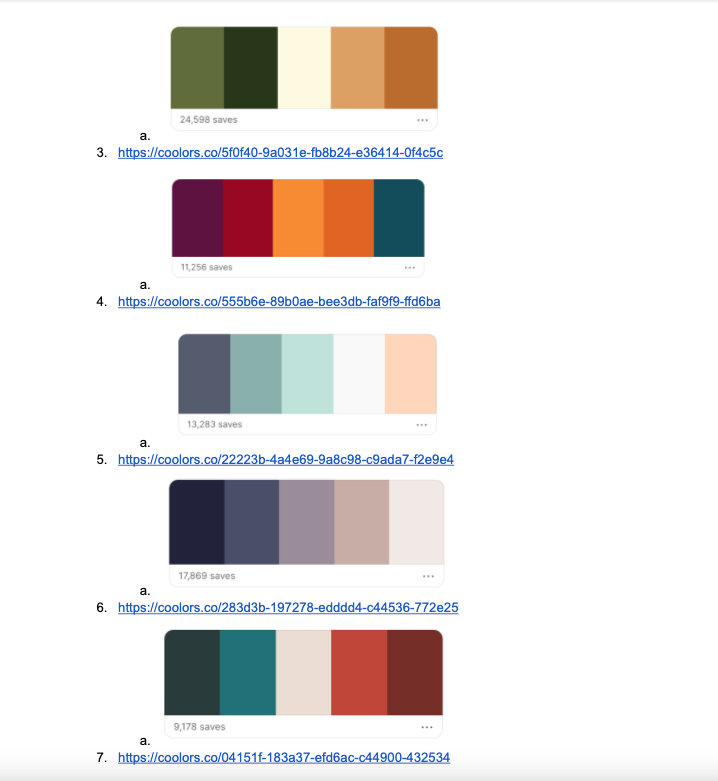 24,598 saves
a.
3. https://coolors.co/5f0f40-9a031e-fb8b24-e36414-0f4c5c
11,256 saves
a.
4. https://coolors.co/555b6e-89b0ae-bee3db-faf9f9-ffd6ba
13,283 saves
a.
5. https://coolors.co/22223b-4a4e69-9a8c98-c9ada7-f2e9e4
17,869 saves
a.
6. https://coolors.co/283d3b-197278-edddd4-c44536-772e25
9,178 saves
a.
7. https://coolors.co/04151f-183a37-efd6ac-c44900-432534